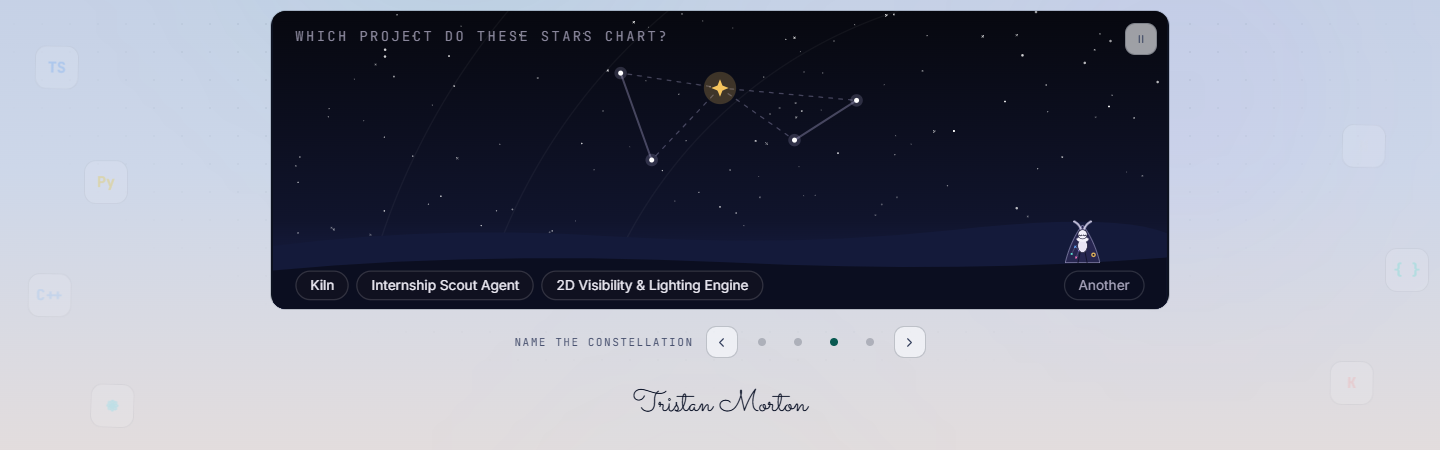 WHICH PROJECT DO THESE STARS CHART?
TS
Py
C++
{ }
K
Kiln
Internship Scout Agent
2D Visibility & Lighting Engine
Another
NAME THE CONSTELLATION
Tristan Morton